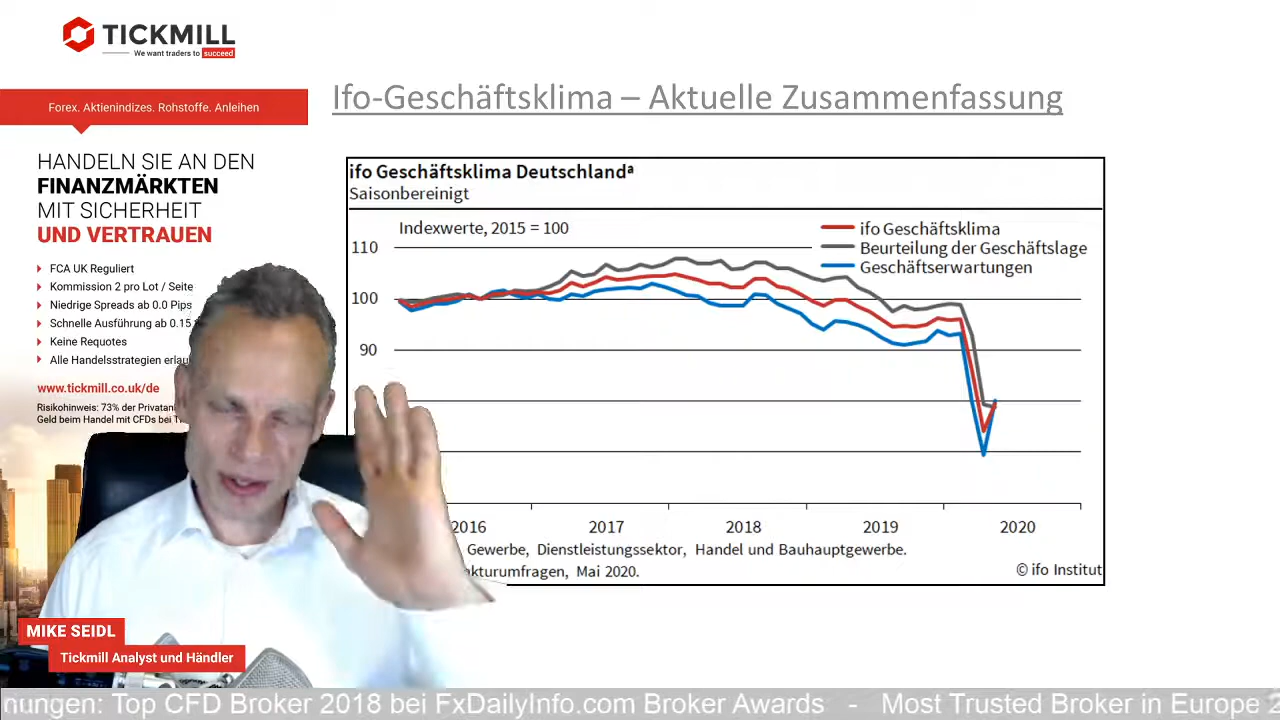 TICKMILL
We want traders to succeed
Forex. Aktienindizes. Rohstoffe. Anleihen
HANDELN SIE AN DEN
FINANZMÄRKTEN
MIT SICHERHEIT
UND VERTRAUEN
FCA UK Reguliert
Kommission 2 pro Lot / Seite
Niedrige Spreads ab 0.0 Pips
Schnelle Ausführung ab 0.15
Keine Requotes
Alle Handelsstrategien
www.tickmill.co.uk/de
Risikohinweis: 73% der
Geld beim Handel mit CFDs bei
Ifo-Geschäftsklima – Aktuelle Zusammenfassung
ifo Geschäftsklima Deutschlandª
Saisonbereinigt
Indexwerte, 2015 = 100
ifo Geschäftsklima
Beurteilung der Geschäftslage
Geschäftserwartungen
110
100
90
2016 2017 2018 2019 2020
Gewerbe, Dienstleistungssektor, Handel und Bauhauptgewerbe.
Mai 2020.
© ifo Institut
MIKE SEIDL
Tickmill Analyst und Händler
Top CFD Broker 2018 bei FxDailyInfo.com Broker Awards - Most Trusted Broker in Europe